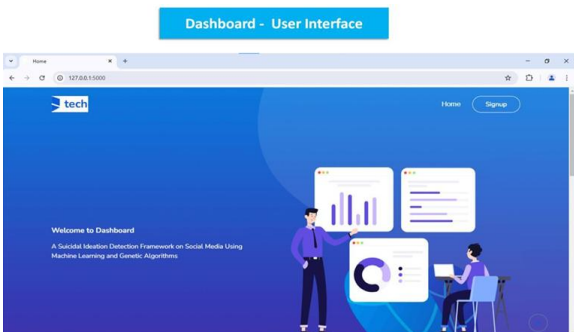 Dashboard - User Interface
Home
127.0.0.1:5000
tech
Home
Signup
Welcome to Dashboard
A Suicidal Ideation Detection Framework on Social Media Using
Machine Learning and Genetic Algorithms